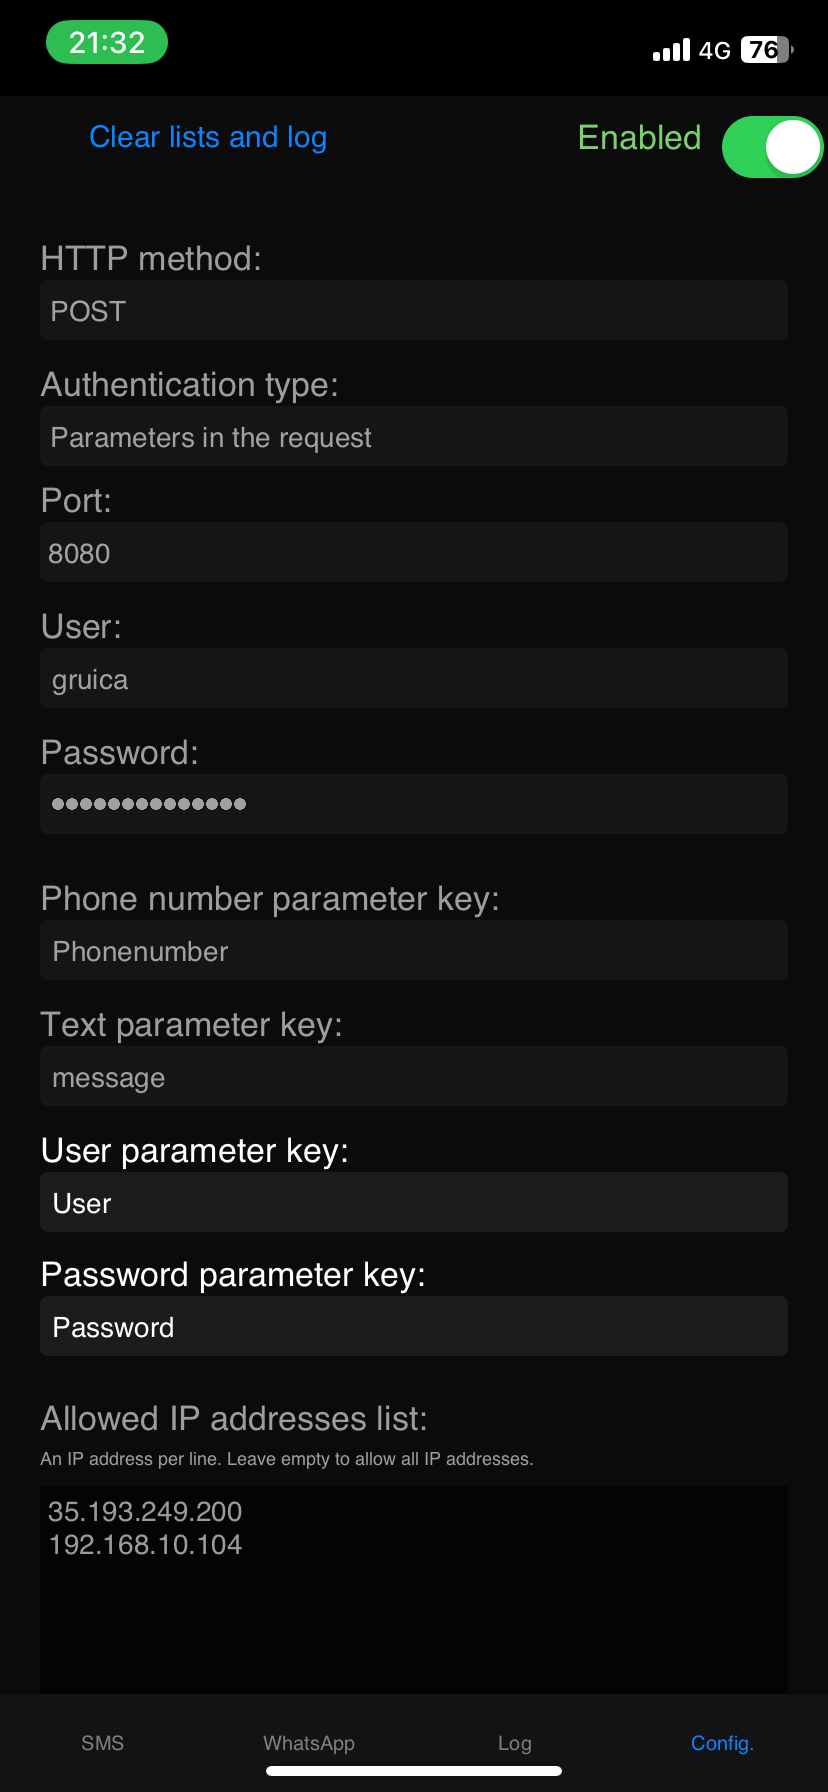 21:32
4G 76
Clear lists and log
Enabled
HTTP method:
POST
Authentication type:
Parameters in the request
Port:
8080
User:
gruica
Password:
••••••••••••••
Phone number parameter key:
Phonenumber
Text parameter key:
message
User parameter key:
User
Password parameter key:
Password
Allowed IP addresses list:
An IP address per line. Leave empty to allow all IP addresses.
35.193.249.200
192.168.10.104
SMS WhatsApp Log Config.